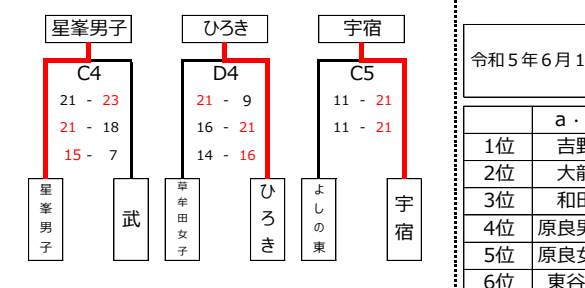 星峯男子 ひろき 宇宿
C4 D4 C5
21 - 23 21 - 9 11 - 21
21 - 18 16 - 21 11 - 21
15 - 7 14 - 16
星峯男子 武 草牟田女子 ひろき よしの東 宇宿
令和5年6月1
a・
1位 吉野
2位 大龍
3位 和田
4位 原良男
5位 原良女
6位 東谷